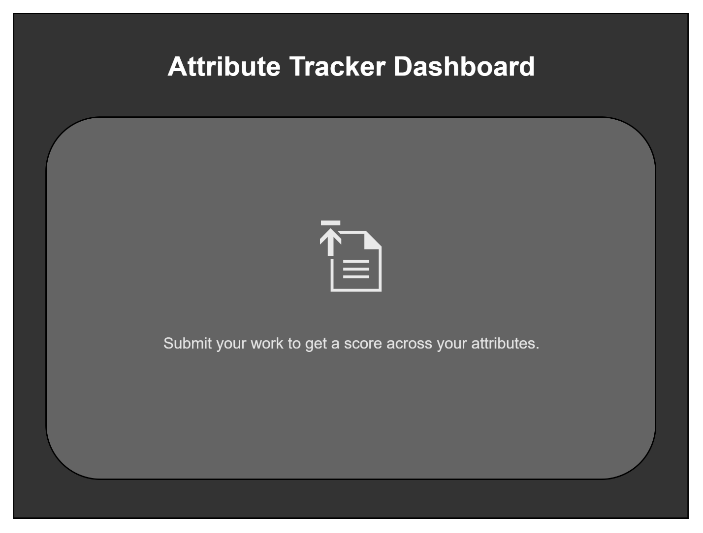 Attribute Tracker Dashboard
Submit your work to get a score across your attributes.